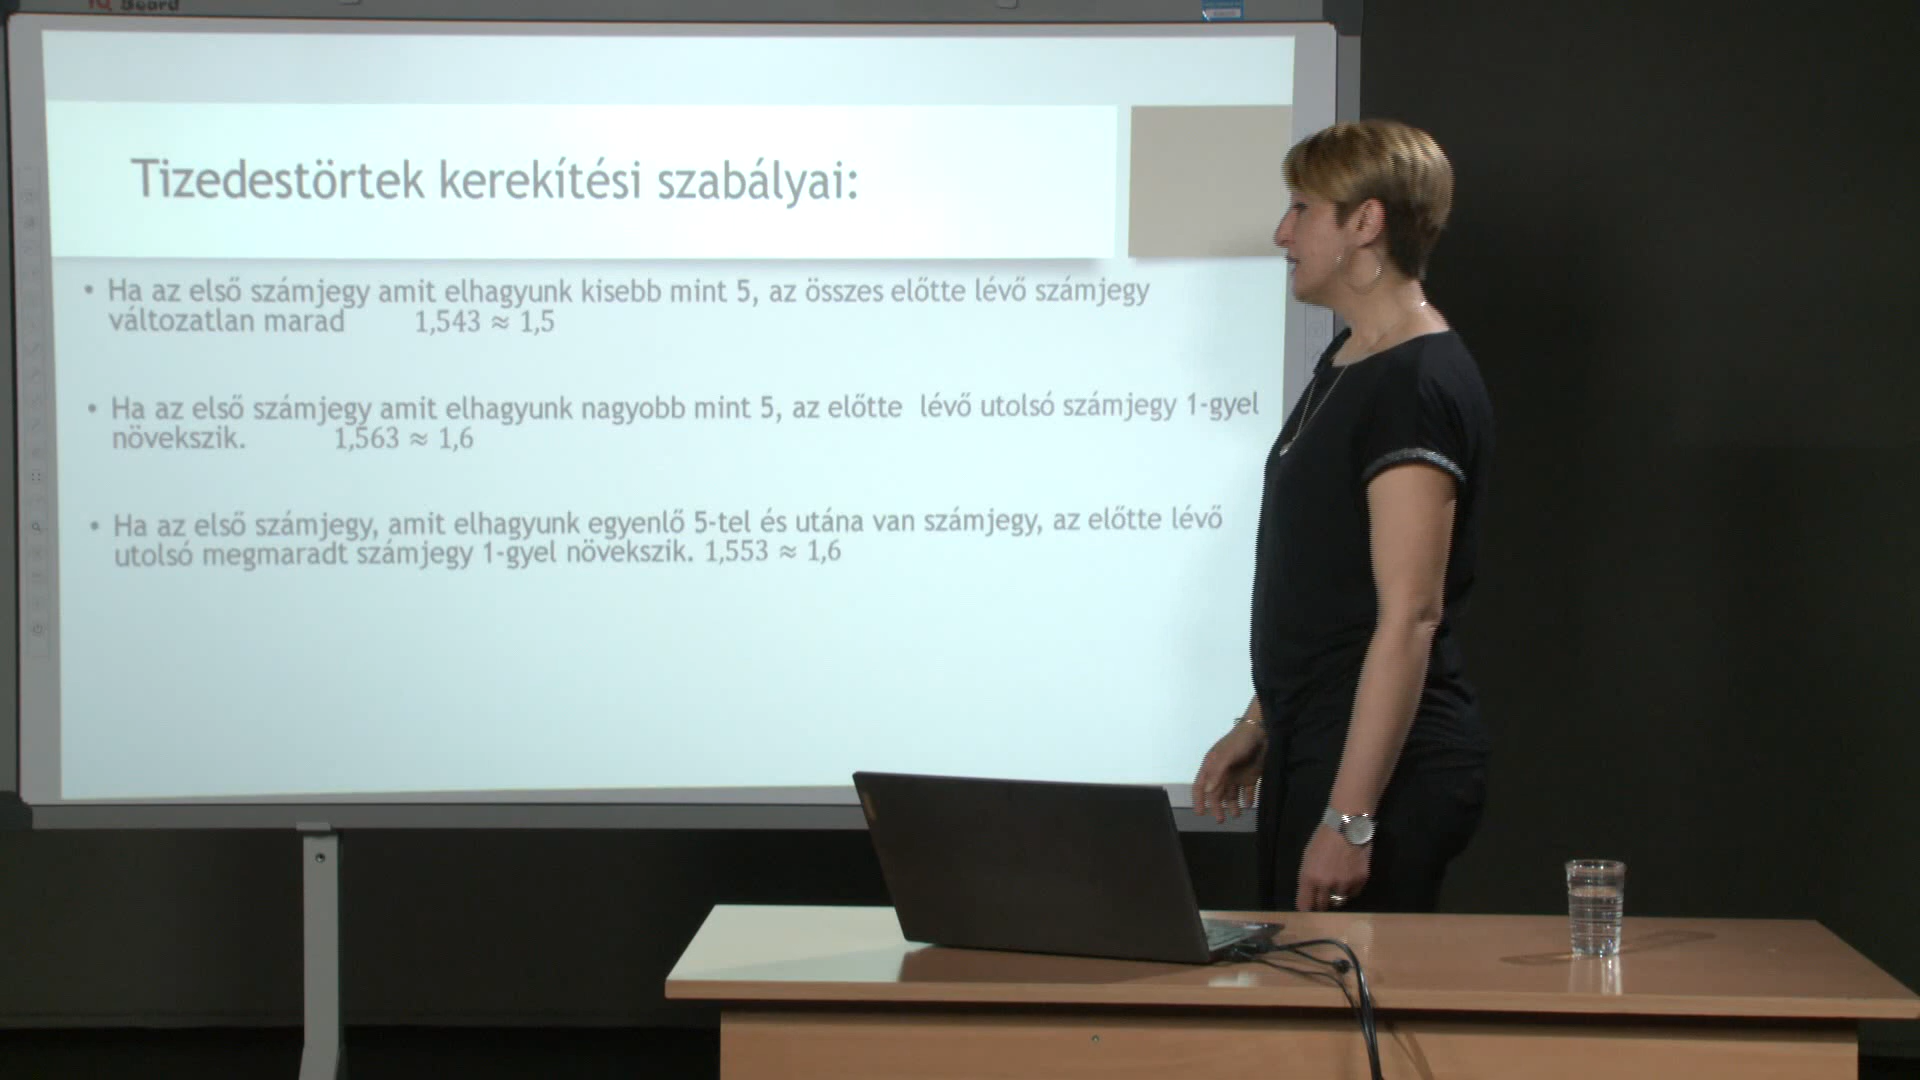 IQ Board
Tizedestörtek kerekítési szabályai:
• Ha az első számjegy amit elhagyunk kisebb mint 5, az összes előtte lévő számjegy
változatlan marad 1,543 ≈ 1,5
• Ha az első számjegy amit elhagyunk nagyobb mint 5, az előtte lévő utolsó számjegy 1-gyel
növekszik. 1,563 ≈ 1,6
• Ha az első számjegy, amit elhagyunk egyenlő 5-tel és utána van számjegy, az előtte lévő
utolsó megmaradt számjegy 1-gyel növekszik. 1,553 ≈ 1,6